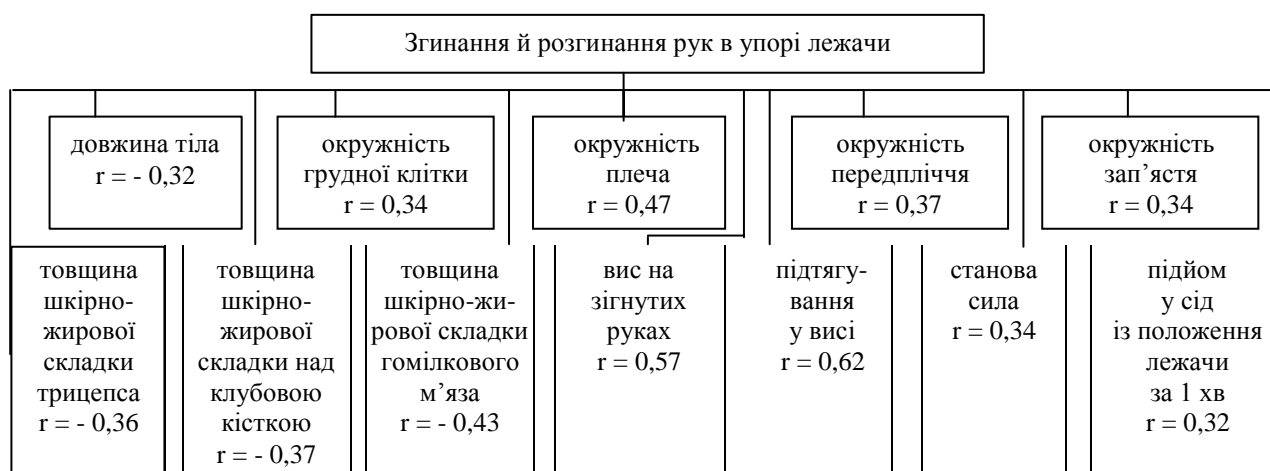 Згинання й розгинання рук в упорі лежачи
довжина тіла
r = - 0,32
окружність
грудної клітки
r = 0,34
окружність
плеча
r = 0,47
окружність
передпліччя
r = 0,37
окружність
зап’ястя
r = 0,34
товщина
шкірно-
жирової
складки
трицепса
r = - 0,36
товщина
шкірно-
жирової
складки над
клубовою
кісткою
r = - 0,37
товщина
шкірно-жи-
рової складки
гомілкового
м’яза
r = - 0,43
вис на
зігнутих
руках
r = 0,57
підтягу-
вання
у висі
r = 0,62
станова
сила
r = 0,34
підйом
у сід
із положення
лежачи
за 1 хв
r = 0,32